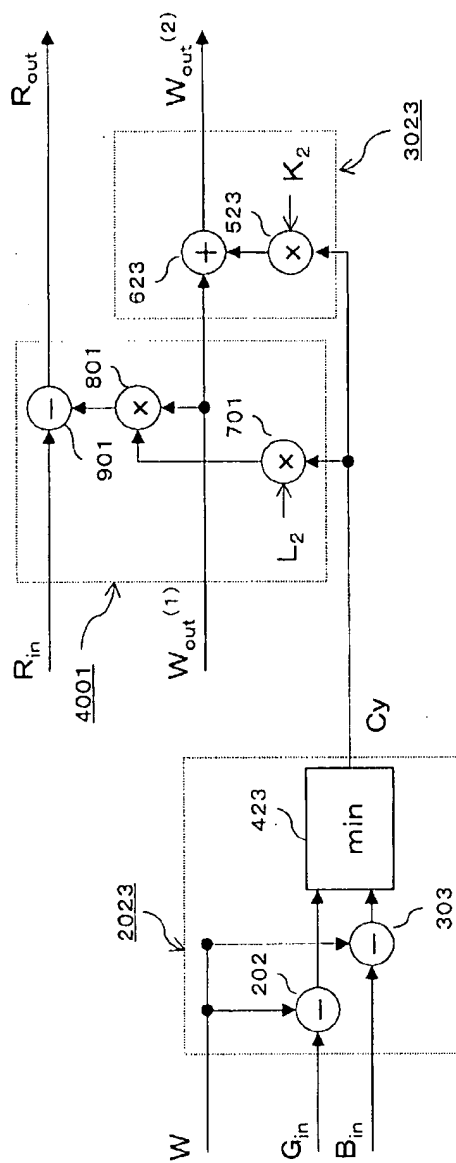 R_in
R_out
4001
901
−
801
×
W_out^(1)
W_out^(2)
701
×
L_2
623
+
523
×
K_2
3023
2023
W
202
−
G_in
B_in
−
303
423
min
Cy